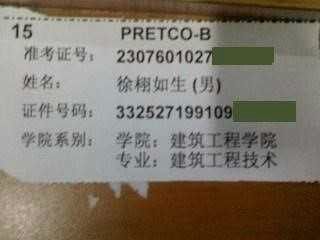 15 PRETCO-B
准考证号: 2307601027
姓名: 徐栩如生 (男)
证件号码: 332527199109
学院系别: 学院: 建筑工程学院
专业: 建筑工程技术